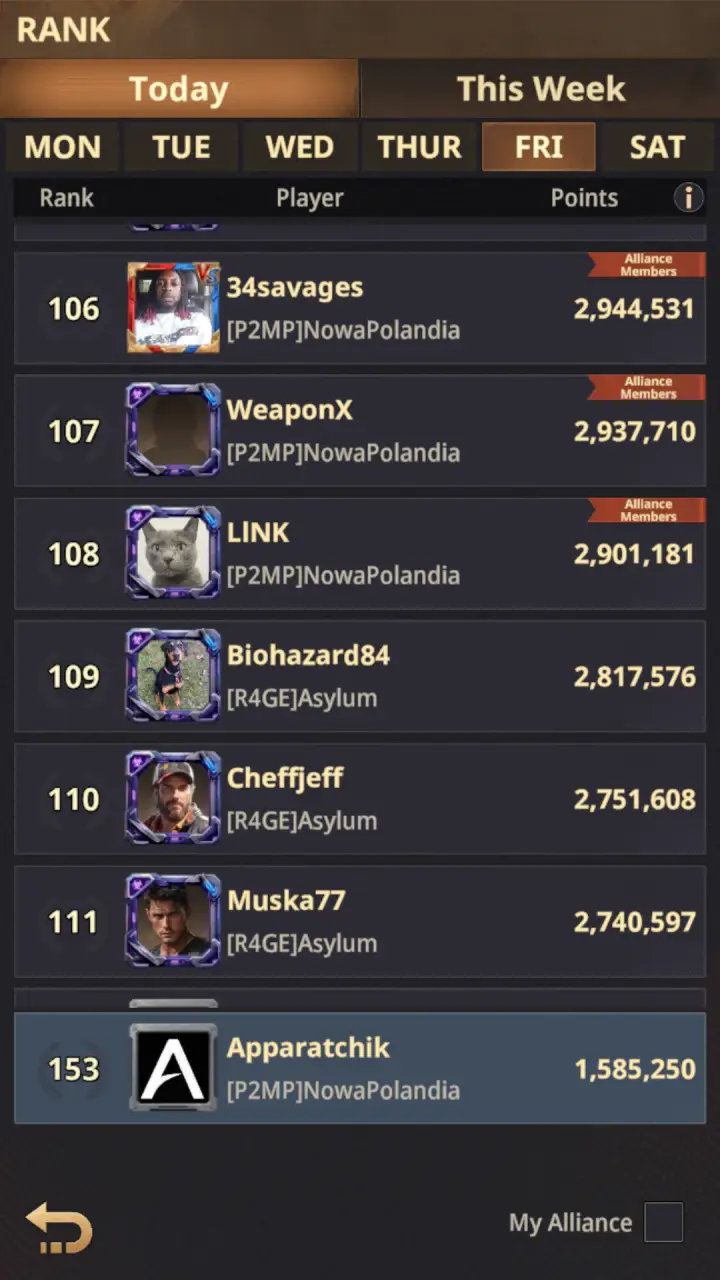 RANK
Today This Week
MON TUE WED THUR FRI SAT
Rank Player Points i
Alliance Members
106 34savages 2,944,531
[P2MP]NowaPolandia
VS
Alliance Members
107 WeaponX 2,937,710
[P2MP]NowaPolandia
Alliance Members
108 LlNK 2,901,181
[P2MP]NowaPolandia
109 Biohazard84 2,817,576
[R4GE]Asylum
110 Cheffjeff 2,751,608
[R4GE]Asylum
111 Muska77 2,740,597
[R4GE]Asylum
153 Apparatchik 1,585,250
[P2MP]NowaPolandia
My Alliance